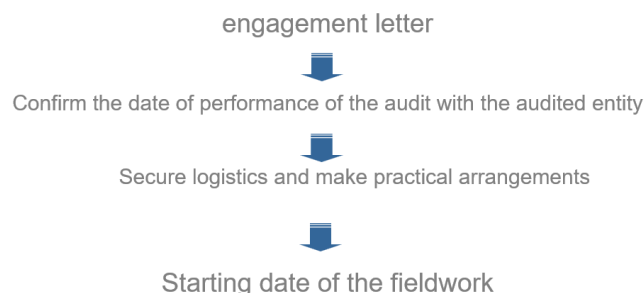 engagement letter
Confirm the date of performance of the audit with the audited entity
Secure logistics and make practical arrangements
Starting date of the fieldwork